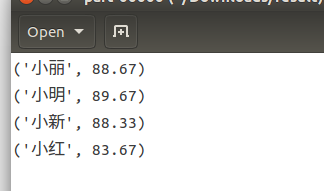 Open
('小丽', 88.67)
('小明', 89.67)
('小新', 88.33)
('小红', 83.67)